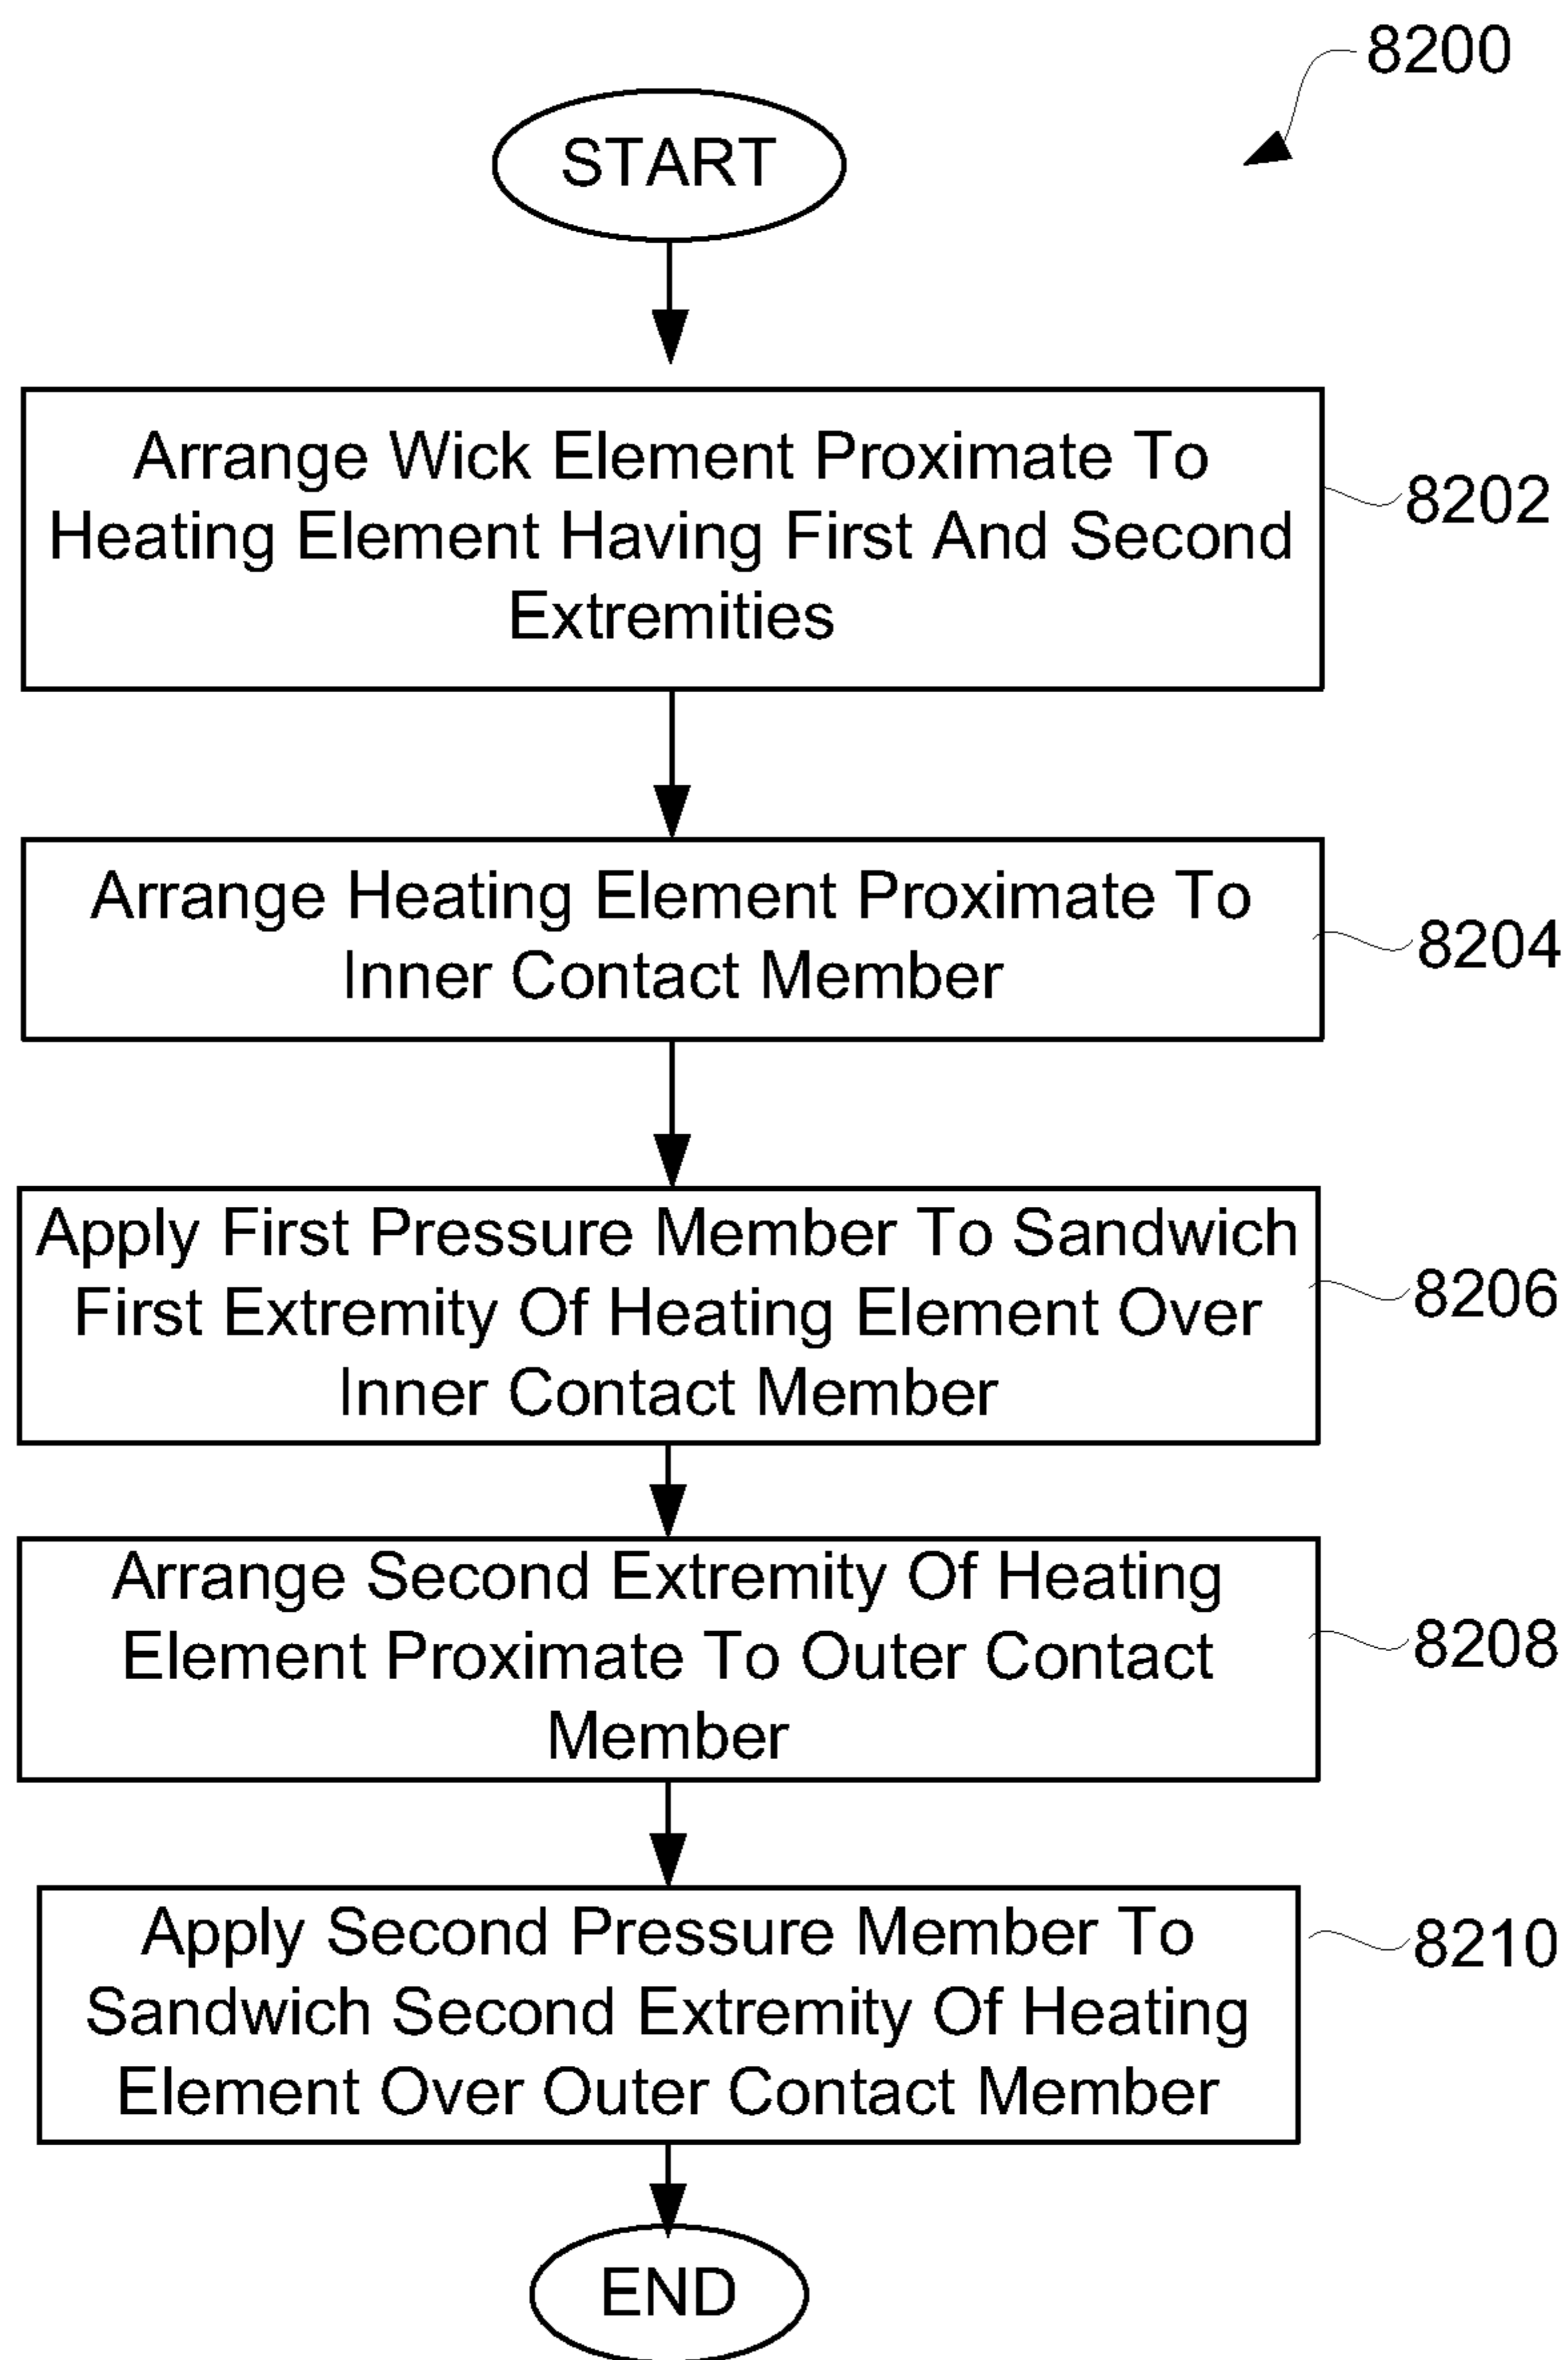 8200
START
Arrange Wick Element Proximate To
Heating Element Having First And Second
Extremities
8202
Arrange Heating Element Proximate To
Inner Contact Member
8204
Apply First Pressure Member To Sandwich
First Extremity Of Heating Element Over
Inner Contact Member
8206
Arrange Second Extremity Of Heating
Element Proximate To Outer Contact
Member
8208
Apply Second Pressure Member To
Sandwich Second Extremity Of Heating
Element Over Outer Contact Member
8210
END